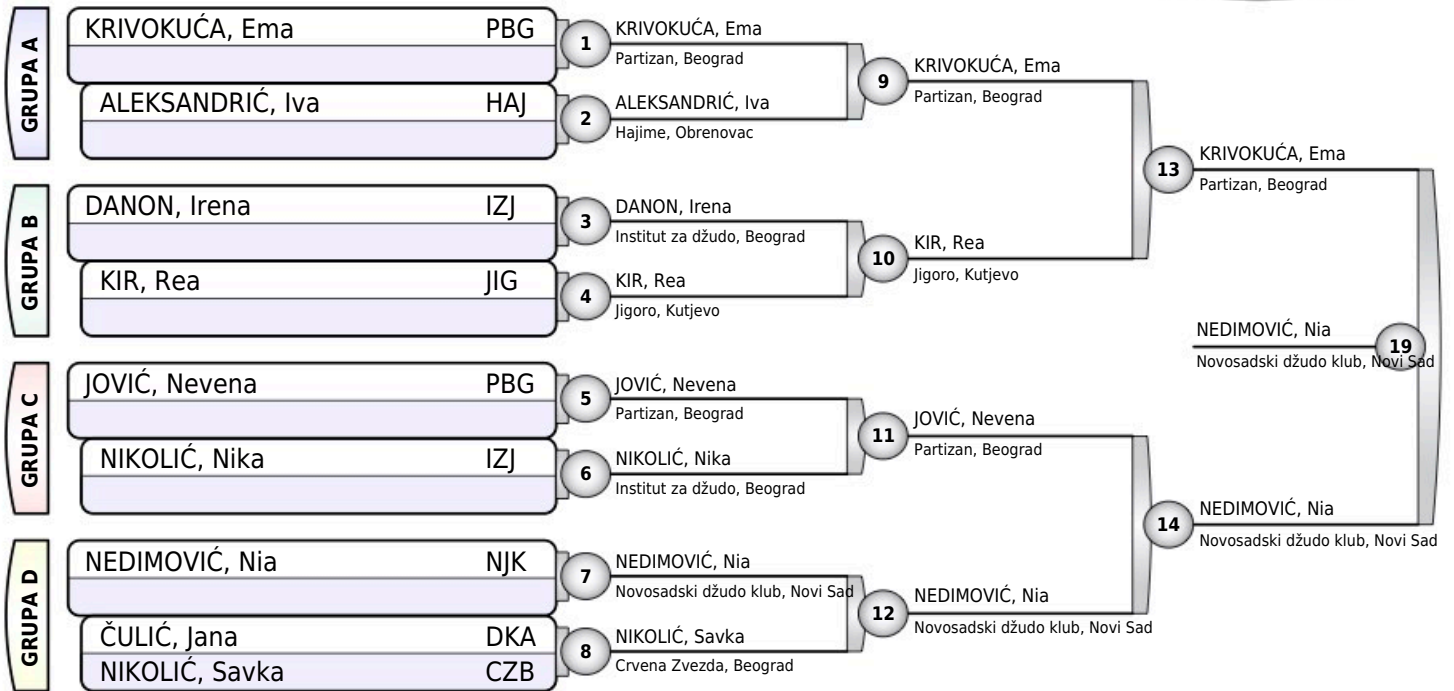 GRUPA A
KRIVOKUĆA, Ema PBG
ALEKSANDRIĆ, Iva HAJ
1
KRIVOKUĆA, Ema
Partizan, Beograd
2
ALEKSANDRIĆ, Iva
Hajime, Obrenovac
9
KRIVOKUĆA, Ema
Partizan, Beograd
GRUPA B
DANON, Irena IZJ
KIR, Rea JIG
3
DANON, Irena
Institut za džudo, Beograd
4
KIR, Rea
Jigoro, Kutjevo
10
KIR, Rea
Jigoro, Kutjevo
13
KRIVOKUĆA, Ema
Partizan, Beograd
GRUPA C
JOVIĆ, Nevena PBG
NIKOLIĆ, Nika IZJ
5
JOVIĆ, Nevena
Partizan, Beograd
6
NIKOLIĆ, Nika
Institut za džudo, Beograd
11
JOVIĆ, Nevena
Partizan, Beograd
GRUPA D
NEDIMOVIĆ, Nia NJK
ČULIĆ, Jana DKA
NIKOLIĆ, Savka CZB
7
NEDIMOVIĆ, Nia
Novosadski džudo klub, Novi Sad
8
NIKOLIĆ, Savka
Crvena Zvezda, Beograd
12
NEDIMOVIĆ, Nia
Novosadski džudo klub, Novi Sad
14
NEDIMOVIĆ, Nia
Novosadski džudo klub, Novi Sad
19
NEDIMOVIĆ, Nia
Novosadski džudo klub, Novi Sad